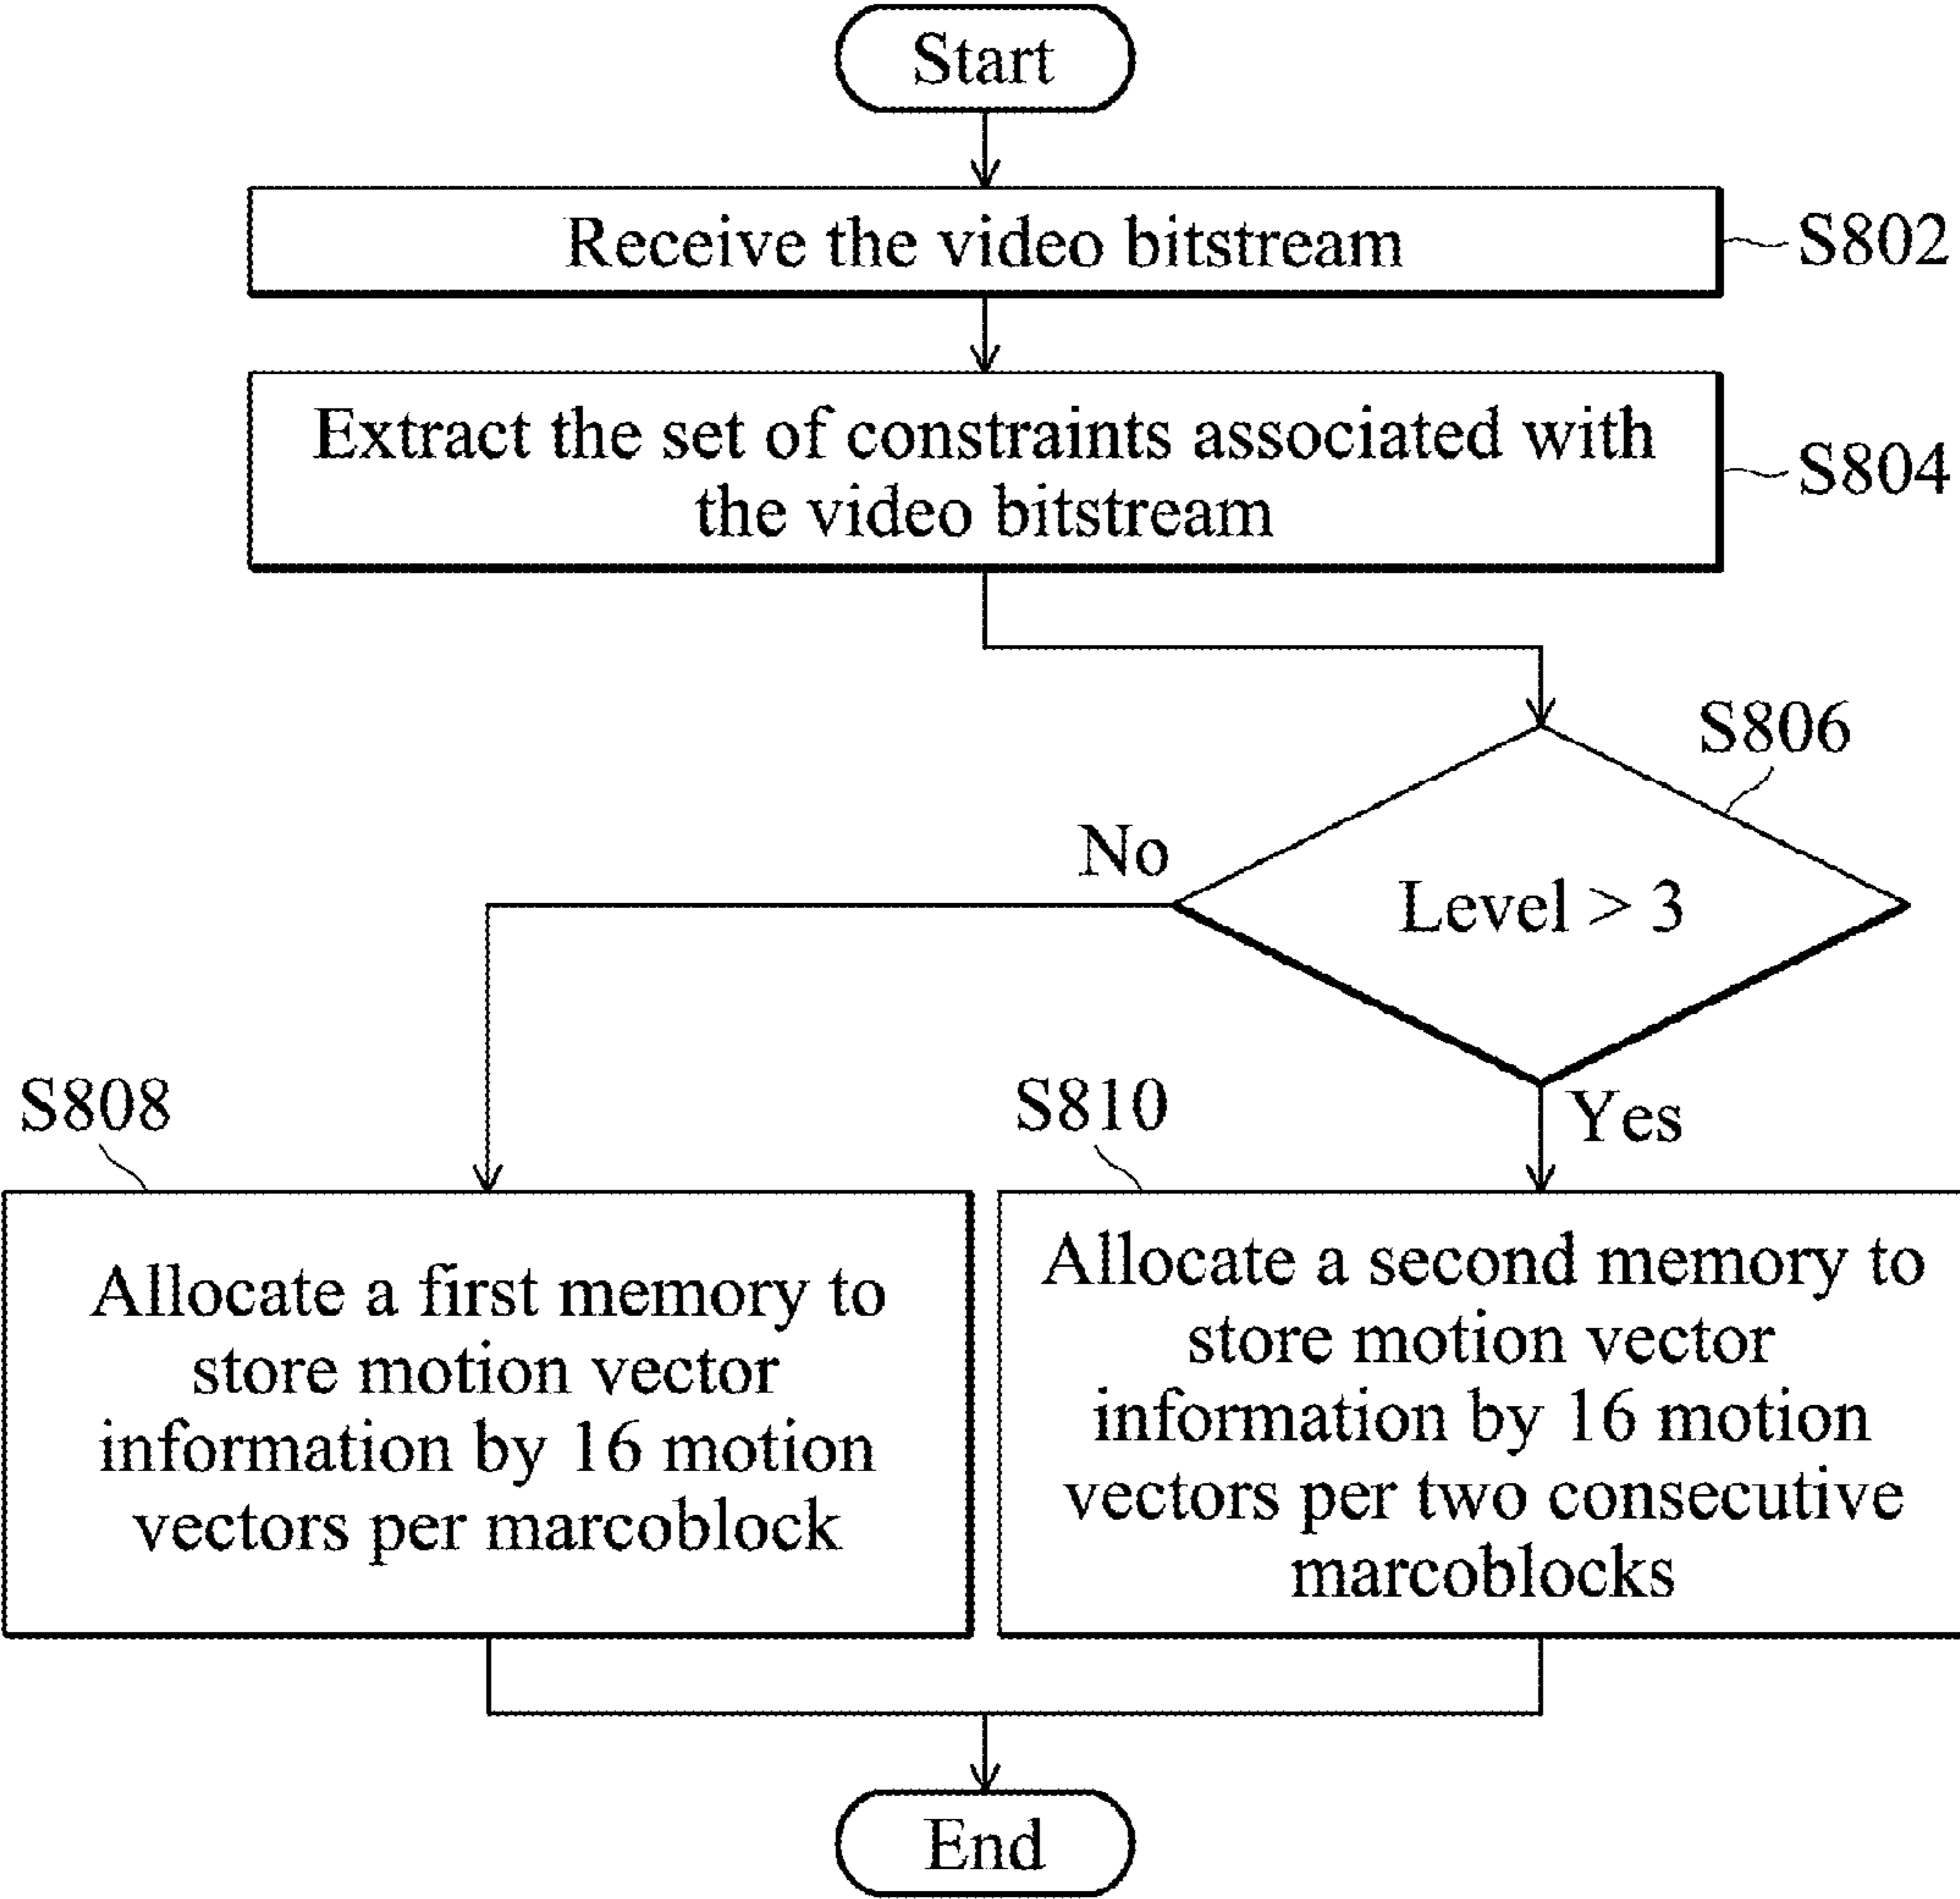 Start
Receive the video bitstream
S802
Extract the set of constraints associated with
the video bitstream
S804
S806
No
Level > 3
Yes
S808
Allocate a first memory to
store motion vector
information by 16 motion
vectors per marcoblock
S810
Allocate a second memory to
store motion vector
information by 16 motion
vectors per two consecutive
marcoblocks
End